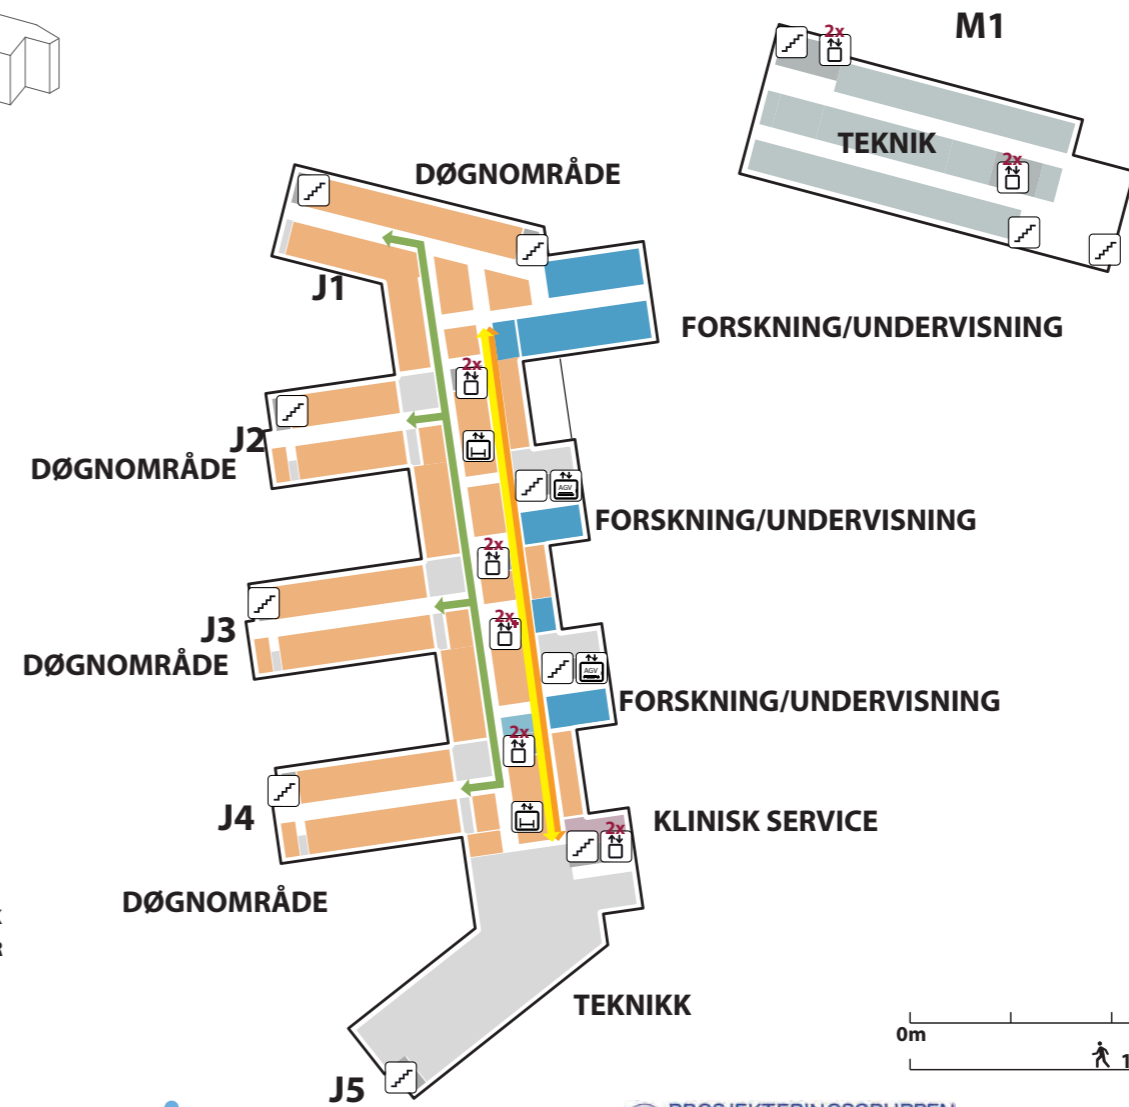 M1
2x
TEKNIK
2x
DØGNOMRÅDE
J1
FORSKNING/UNDERVISNING
2x
J2
DØGNOMRÅDE
AGV
FORSKNING/UNDERVISNING
2x
2x
J3
DØGNOMRÅDE
AGV
FORSKNING/UNDERVISNING
2x
J4
KLINISK SERVICE
2x
DØGNOMRÅDE
TEKNIKK
0m
1
J5